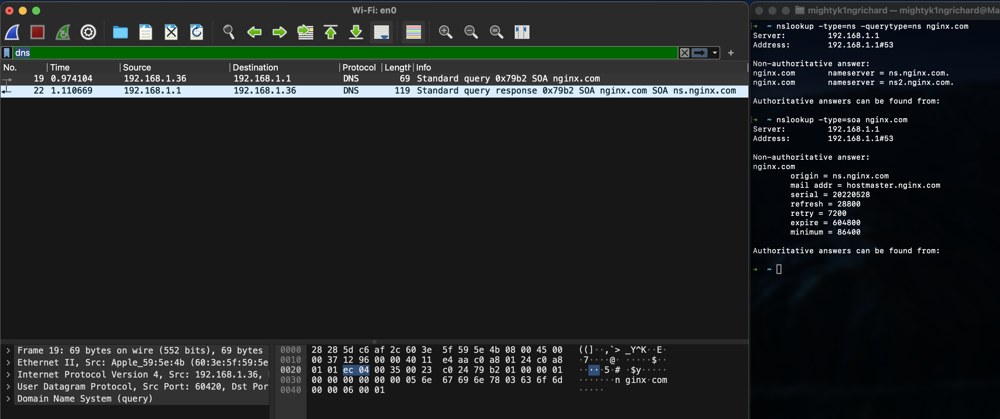 Wi-Fi: en0
dns
No. Time Source Destination Protocol Length Info
19 0.974104 192.168.1.36 192.168.1.1 DNS 69 Standard query 0x79b2 SOA nginx.com
22 1.110669 192.168.1.1 192.168.1.36 DNS 119 Standard query response 0x79b2 SOA nginx.com SOA ns.nginx.com
Frame 19: 69 bytes on wire (552 bits), 69 bytes
Ethernet II, Src: Apple_59:5e:4b (60:3e:5f:59:5e
Internet Protocol Version 4, Src: 192.168.1.36,
User Datagram Protocol, Src Port: 60420, Dst Por
Domain Name System (query)
0000 28 28 5d c6 af 2c 60 3e 5f 59 5e 4b 08 00 45 00 ((]··,`> _Y^K··E·
0010 00 37 12 96 00 00 40 11 e4 aa c0 a8 01 24 c0 a8 ·7····@· ·····$··
0020 01 01 ec 04 00 35 00 23 c0 24 79 b2 01 00 00 01 ·····5·# ·$y·····
0030 00 00 00 00 00 00 05 6e 67 69 6e 78 03 63 6f 6d ·······n ginx·com
0040 00 00 06 00 01 ·····
mightyk1ngrichard — mightyk1ngrichard@Ma
[➜ ~ nslookup -type=ns -querytype=ns nginx.com
Server: 192.168.1.1
Address: 192.168.1.1#53
Non-authoritative answer:
nginx.com nameserver = ns.nginx.com.
nginx.com nameserver = ns2.nginx.com.
Authoritative answers can be found from:
[➜ ~ nslookup -type=soa nginx.com
Server: 192.168.1.1
Address: 192.168.1.1#53
Non-authoritative answer:
nginx.com
origin = ns.nginx.com
mail addr = hostmaster.nginx.com
serial = 20220528
refresh = 28800
retry = 7200
expire = 604800
minimum = 86400
Authoritative answers can be found from:
➜ ~